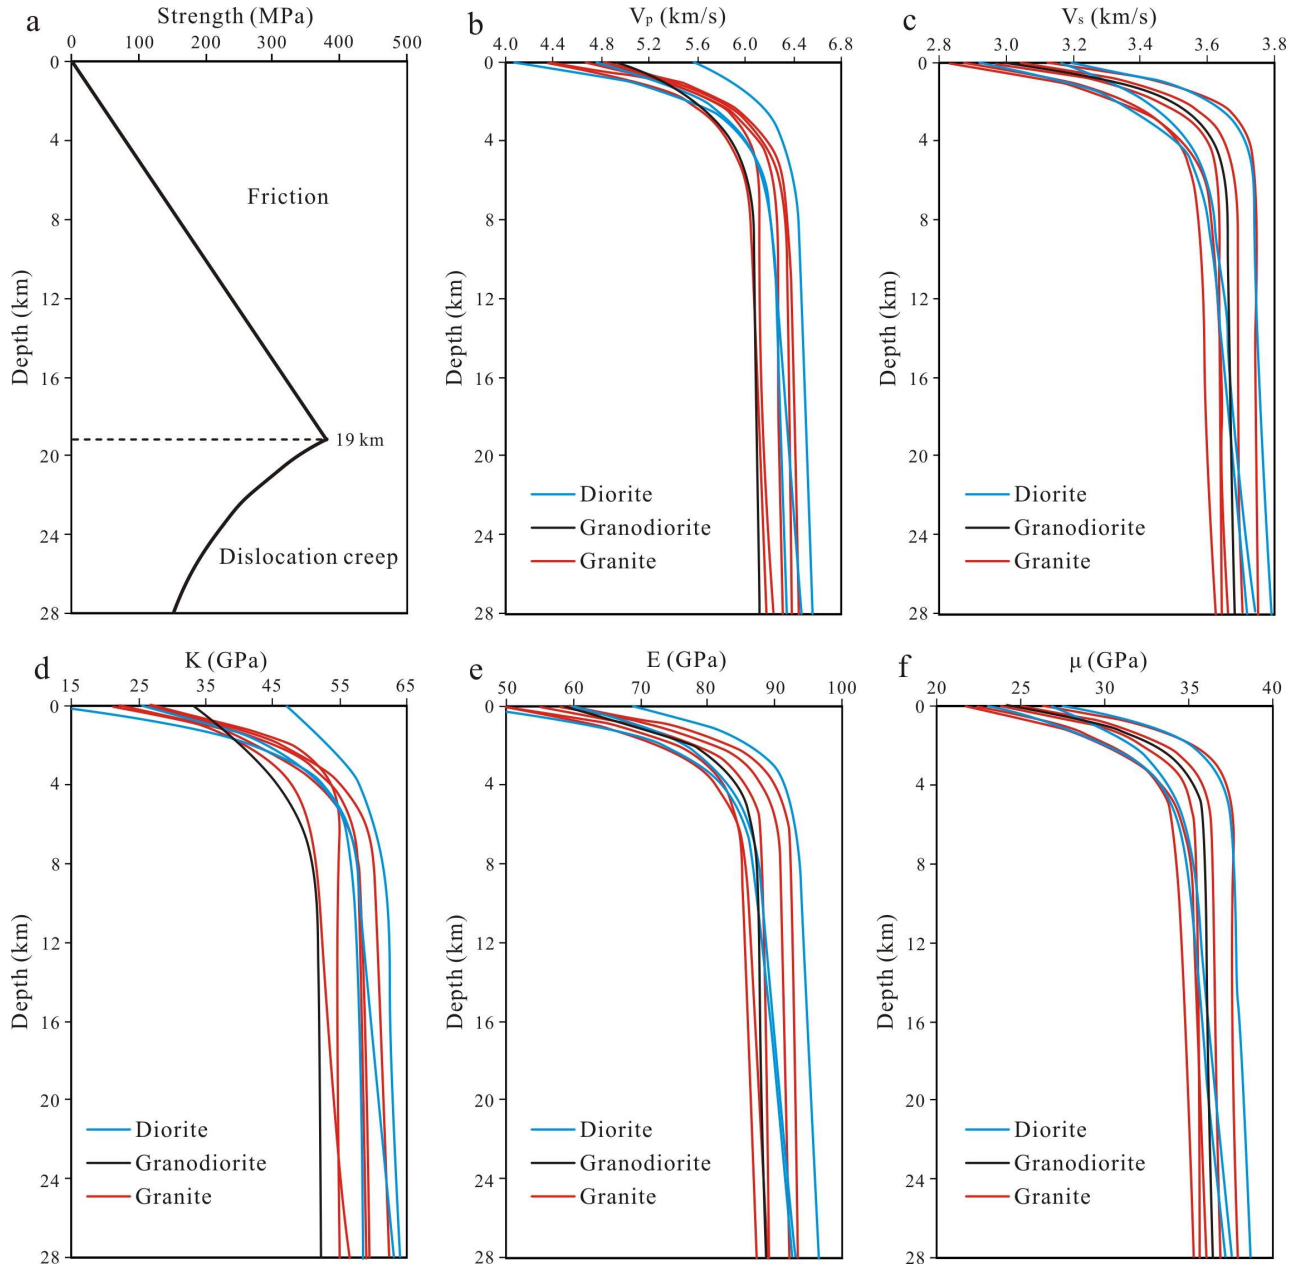 a
Strength (MPa)
0 100 200 300 400 500
0
4
8
12
16
20
24
28
Depth (km)
Friction
19 km
Dislocation creep
b
Vp (km/s)
4.0 4.4 4.8 5.2 5.6 6.0 6.4 6.8
0
4
8
12
16
20
24
28
Depth (km)
Diorite
Granodiorite
Granite
c
Vs (km/s)
2.8 3.0 3.2 3.4 3.6 3.8
0
4
8
12
16
20
24
28
Depth (km)
Diorite
Granodiorite
Granite
d
K (GPa)
15 25 35 45 55 65
0
4
8
12
16
20
24
28
Depth (km)
Diorite
Granodiorite
Granite
e
E (GPa)
50 60 70 80 90 100
0
4
8
12
16
20
24
28
Depth (km)
Diorite
Granodiorite
Granite
f
μ (GPa)
20 25 30 35 40
0
4
8
12
16
20
24
28
Depth (km)
Diorite
Granodiorite
Granite